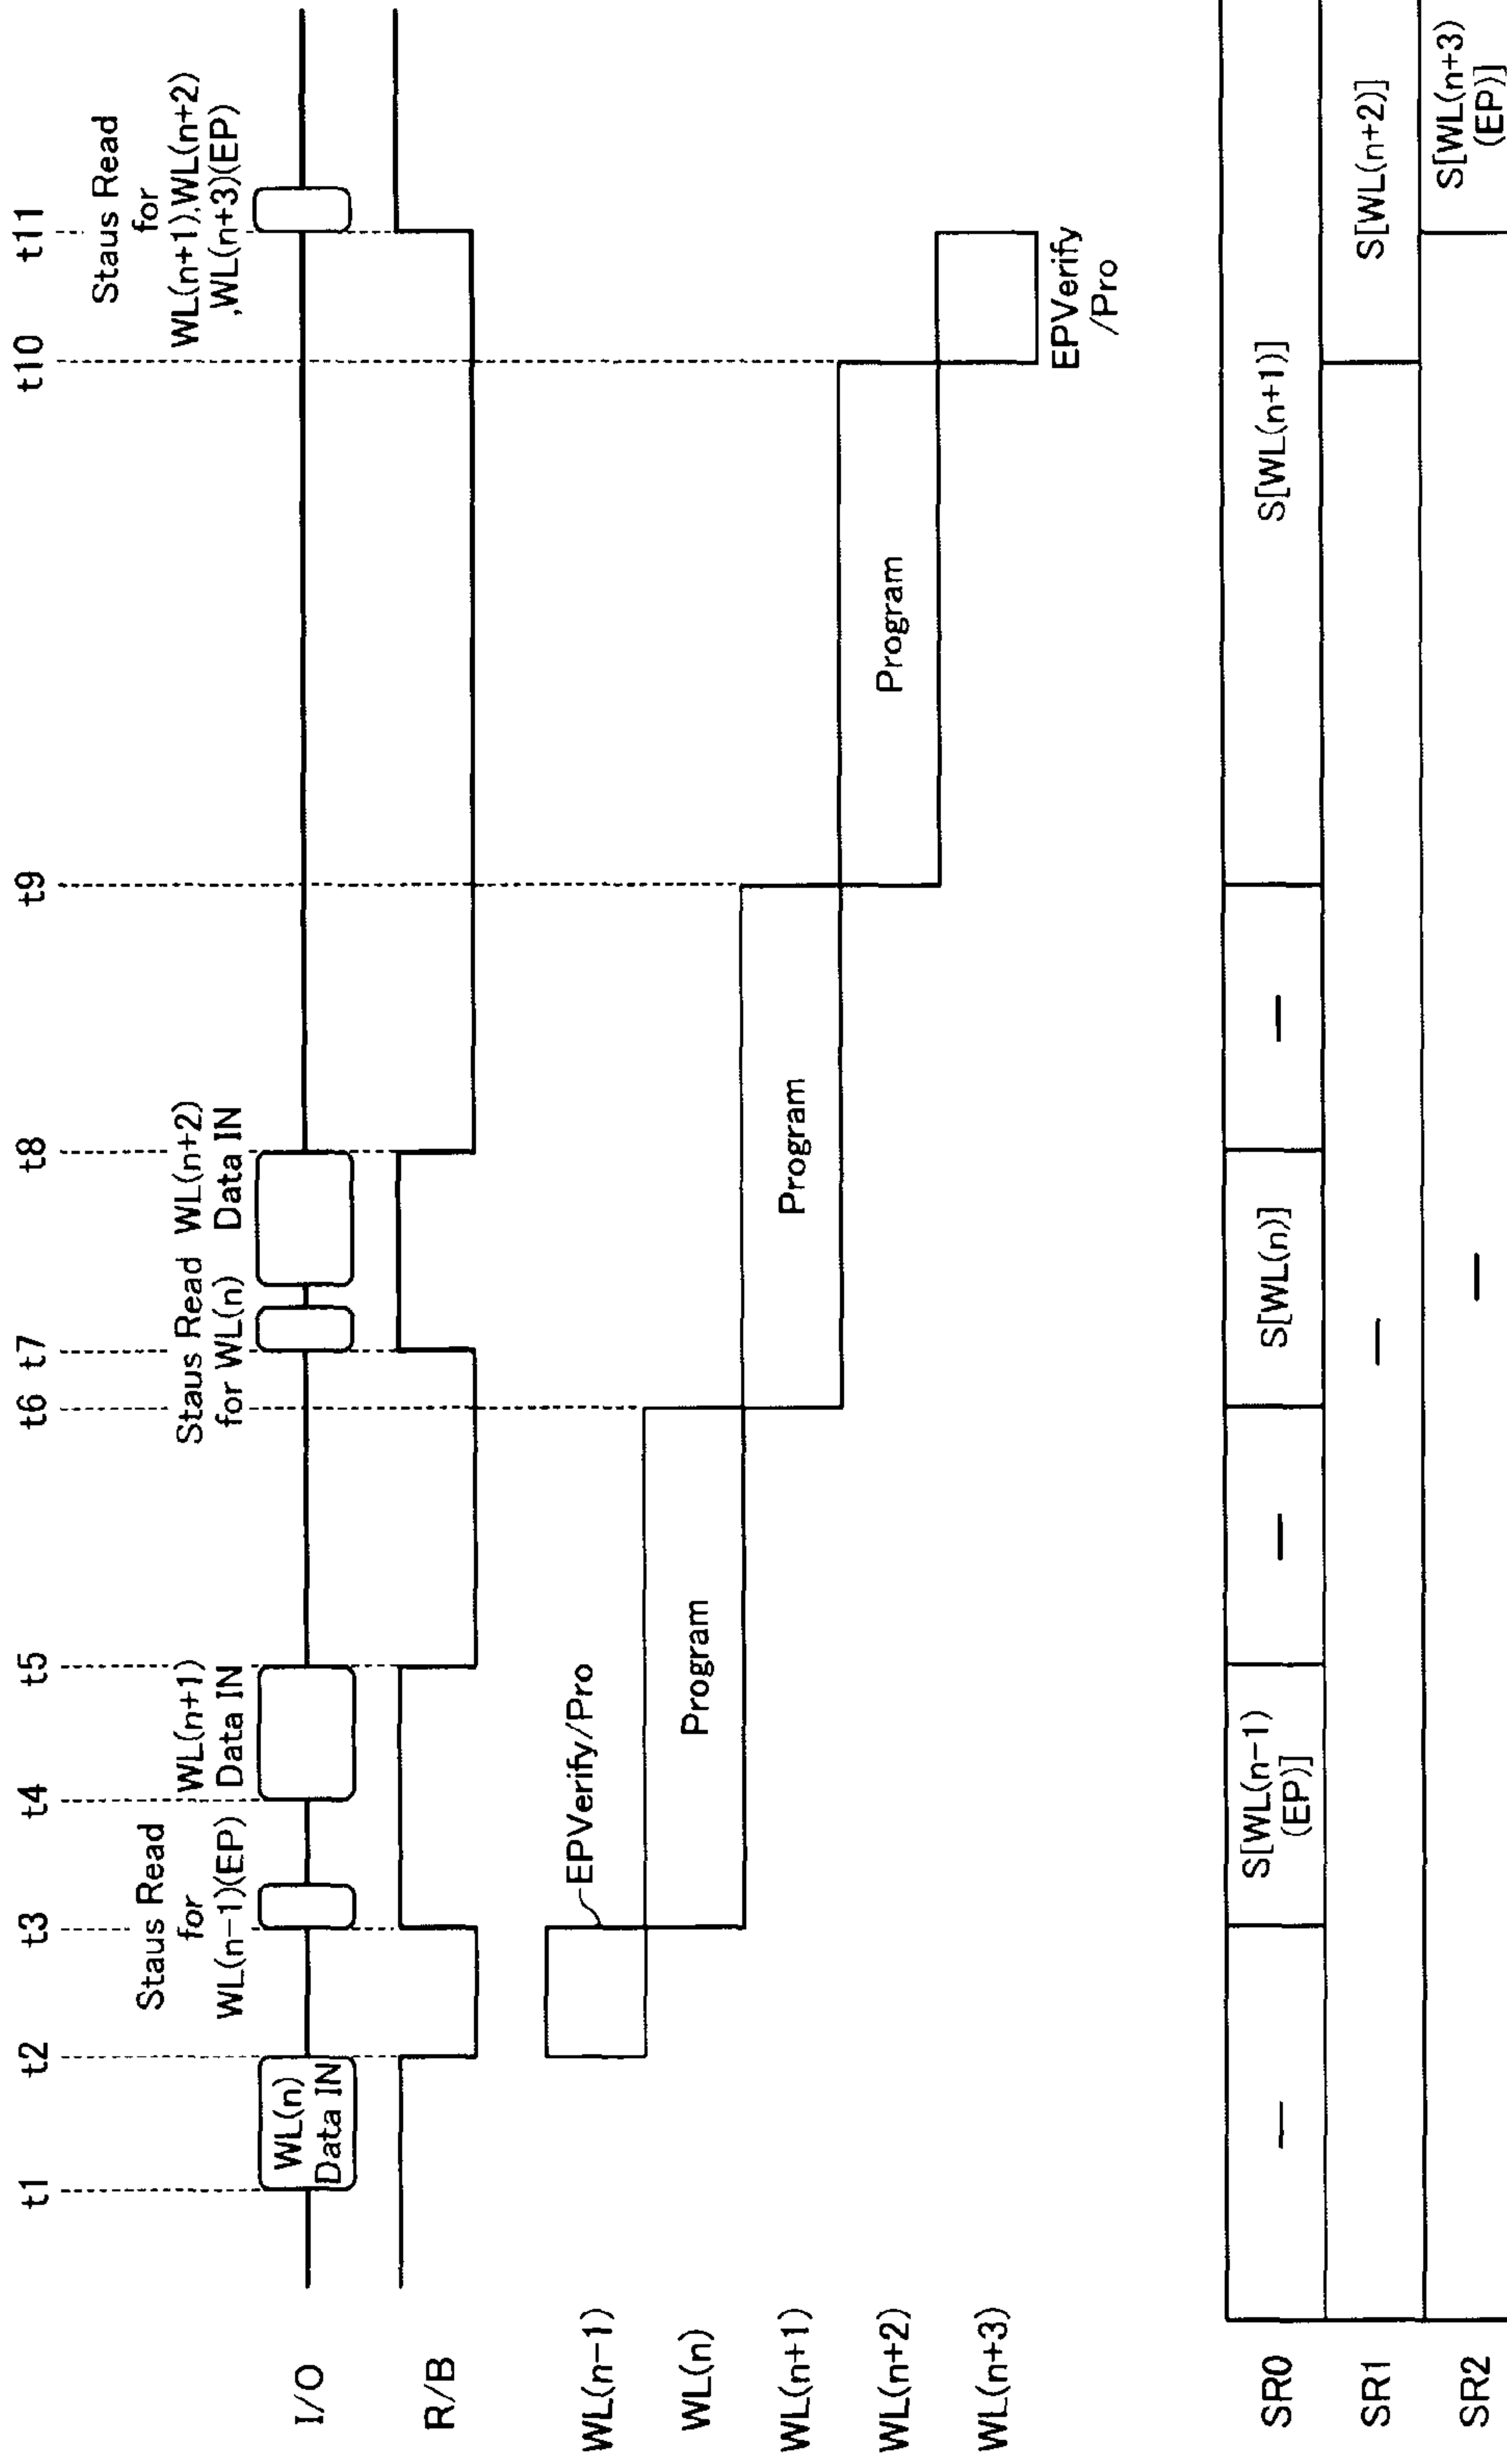 t1
t2
t3
t4
t5
t6
t7
t8
t9
t10
t11
Staus Read
for
WL(n-1)(EP)
WL(n+1)
Data IN
Staus Read
for WL(n)
WL(n+2)
Data IN
Staus Read
for
WL(n+1),WL(n+2)
,WL(n+3)(EP)
I/O
WL(n)
Data IN
R/B
WL(n-1)
EPVerify/Pro
WL(n)
Program
WL(n+1)
Program
WL(n+2)
Program
WL(n+3)
EPVerify
/Pro
SR0
—
S[WL(n-1)
(EP)]
—
S[WL(n)]
—
S[WL(n+1)]
SR1
—
S[WL(n+2)]
SR2
—
S[WL(n+3)
(EP)]